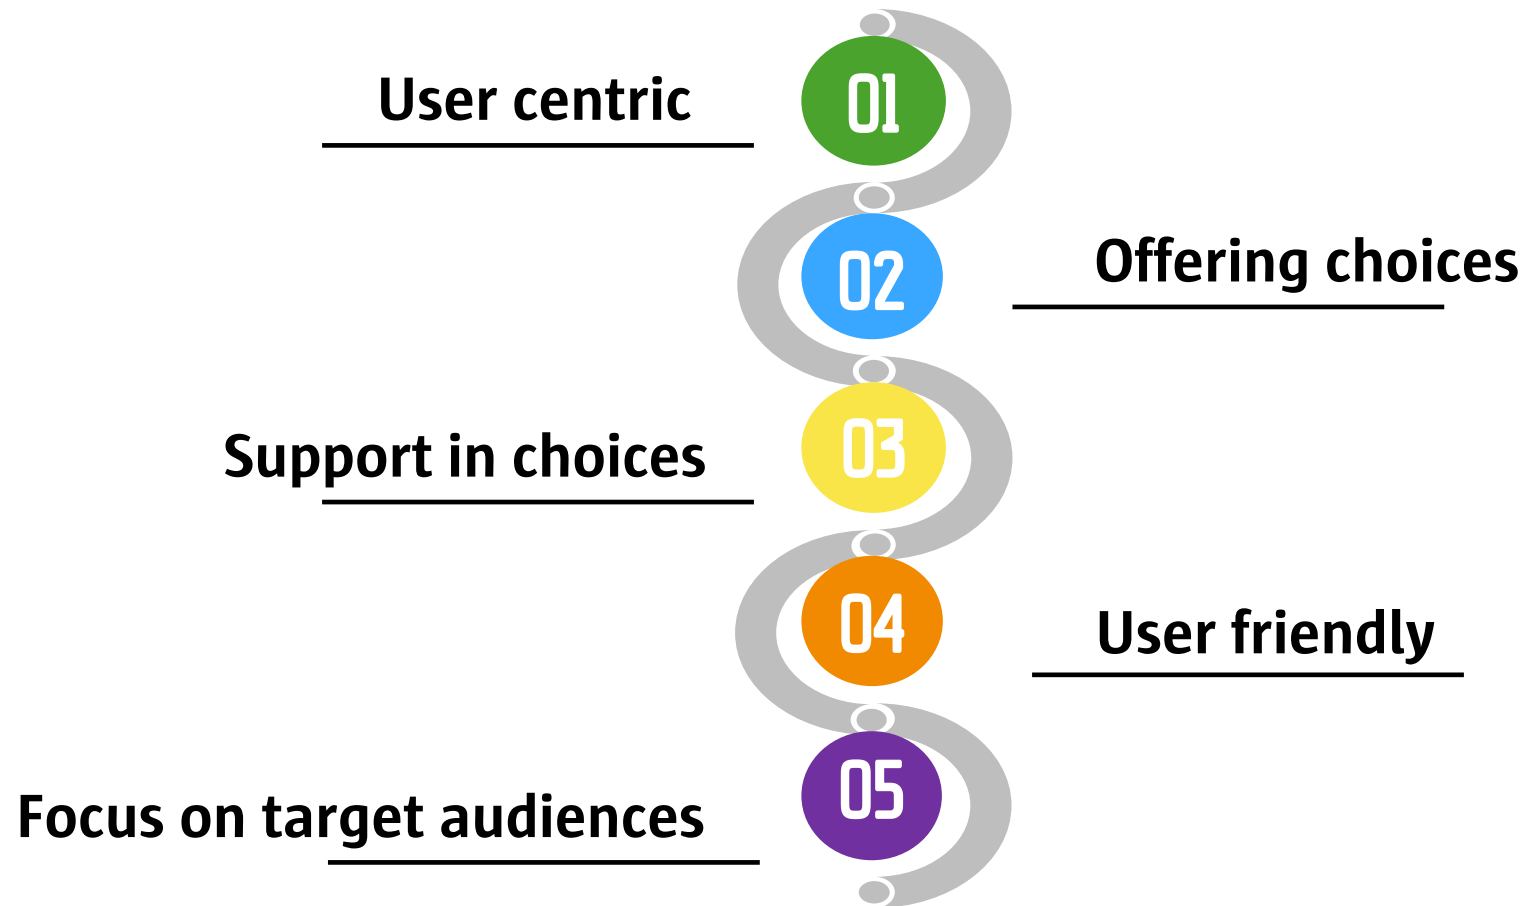 User centric
01
02
Offering choices
Support in choices
03
04
User friendly
Focus on target audiences
05